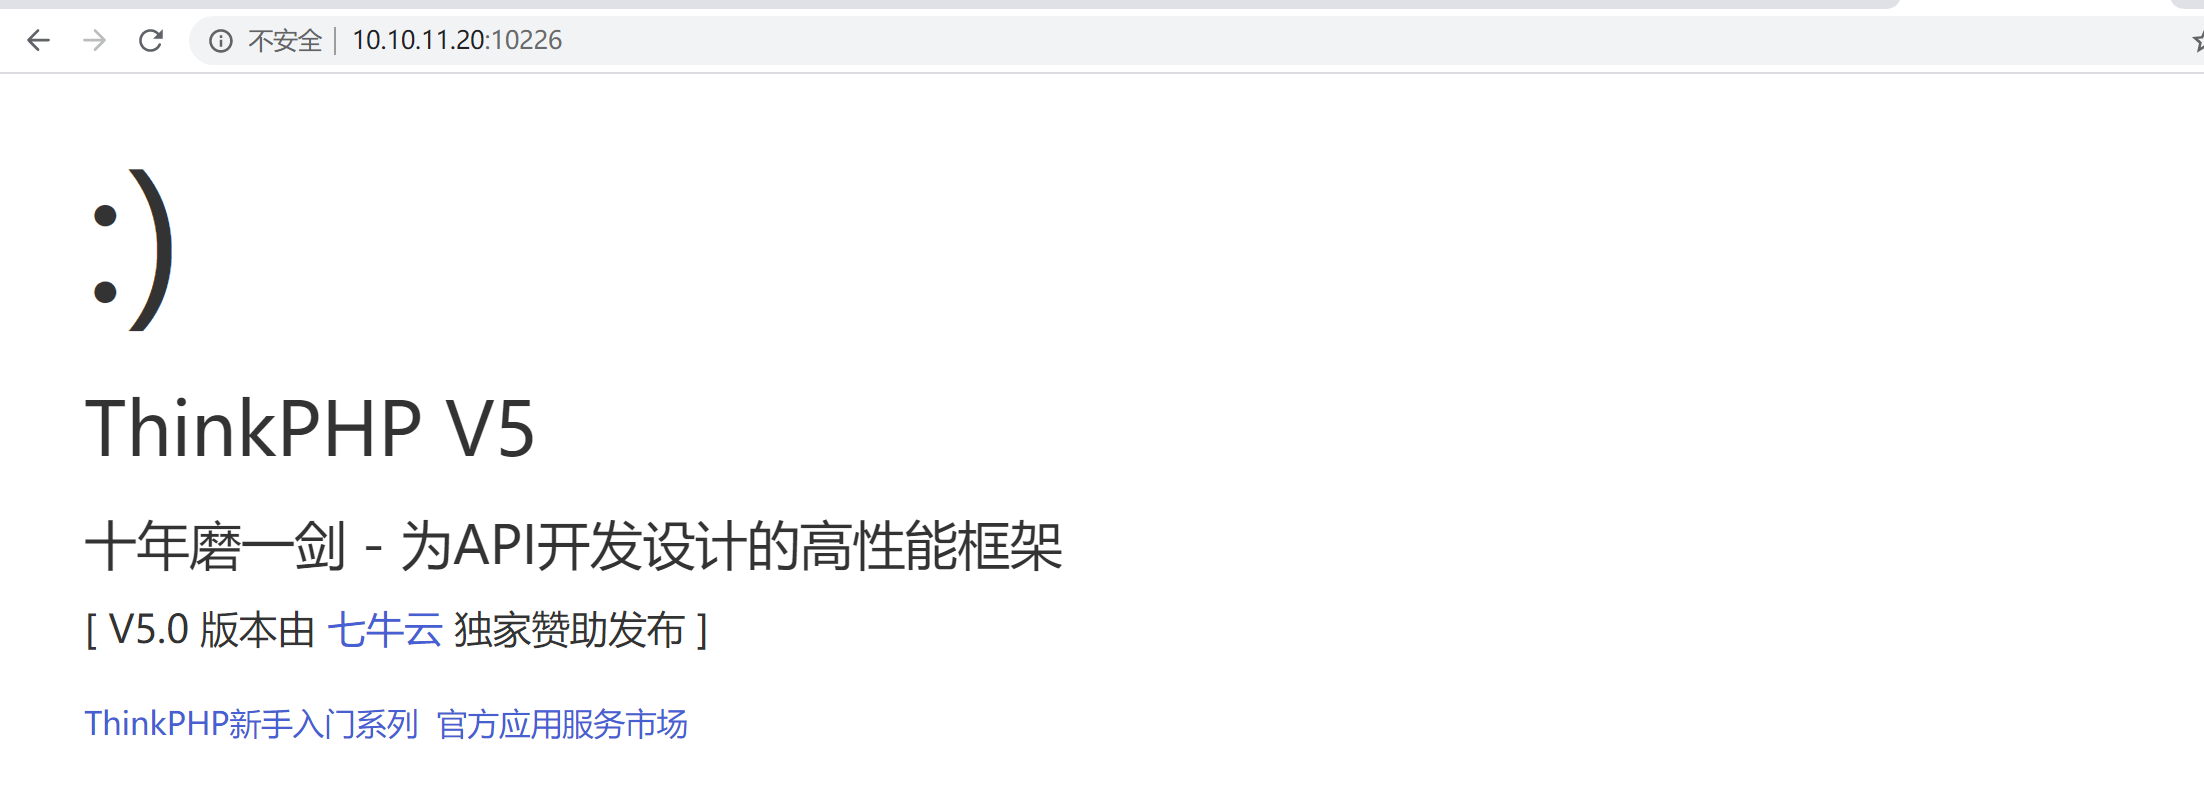 不安全 | 10.10.11.20:10226
:)
ThinkPHP V5
十年磨一剑 - 为API开发设计的高性能框架
[ V5.0 版本由 七牛云 独家赞助发布 ]
ThinkPHP新手入门系列 官方应用服务市场